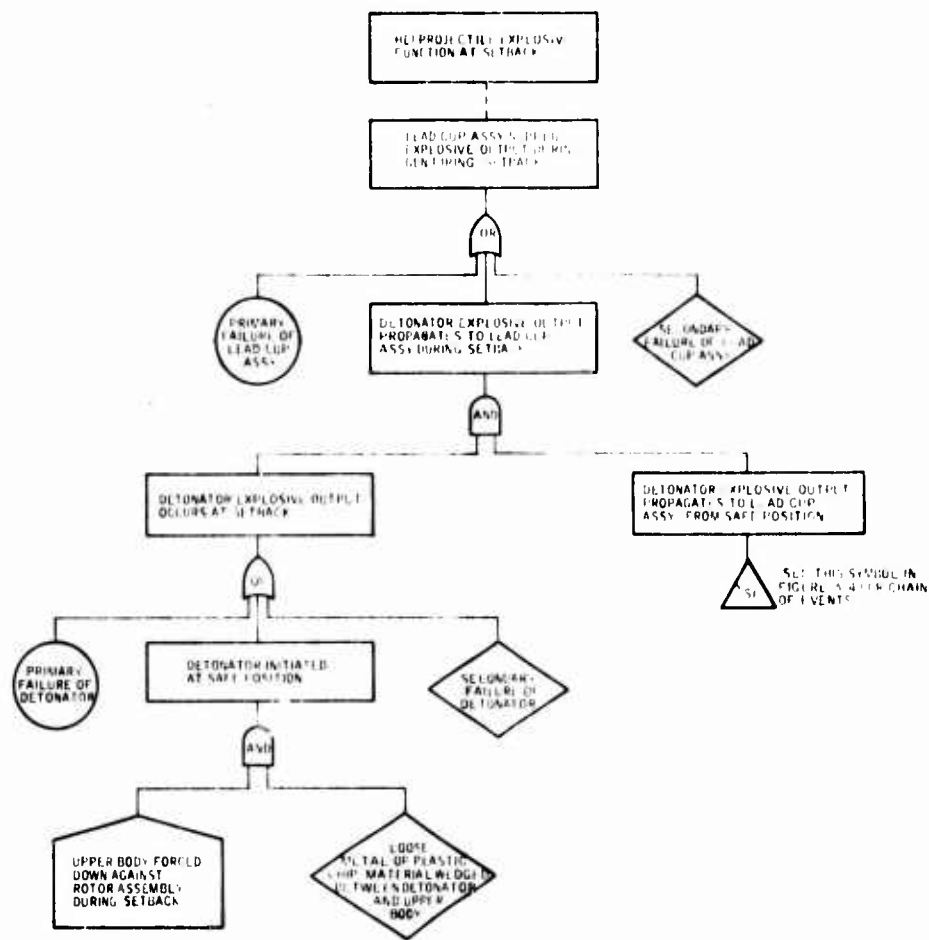 HEI PROJECTILE EXPLOSIVE
FUNCTION AT SETBACK
LEAD CUP ASSY
EXPLOSIVE OUTPUT
SETBACK
OR
PRIMARY
FAILURE OF
LEAD CUP
ASSY
DETONATOR EXPLOSIVE OUTPUT
PROPAGATES TO LEAD CUP
ASSY DURING SETBACK
SECONDARY
FAILURE OF LEAD
CUP ASSY
AND
DETONATOR EXPLOSIVE OUTPUT
OCCURS AT SETBACK
DETONATOR EXPLOSIVE OUTPUT
PROPAGATES TO LEAD CUP
ASSY FROM SAFE POSITION
SEE THIS SYMBOL IN
FIGURE CHAIN
OF EVENTS
PRIMARY
FAILURE OF
DETONATOR
DETONATOR INITIATED
AT SAFE POSITION
SECONDARY
FAILURE OF
DETONATOR
AND
UPPER BODY FORCED
DOWN AGAINST
ROTOR ASSEMBLY
DURING SETBACK
LOOSE
METAL OF PLASTIC
CHIP MATERIAL WEDGED
BETWEEN DETONATOR
AND UPPER
BODY